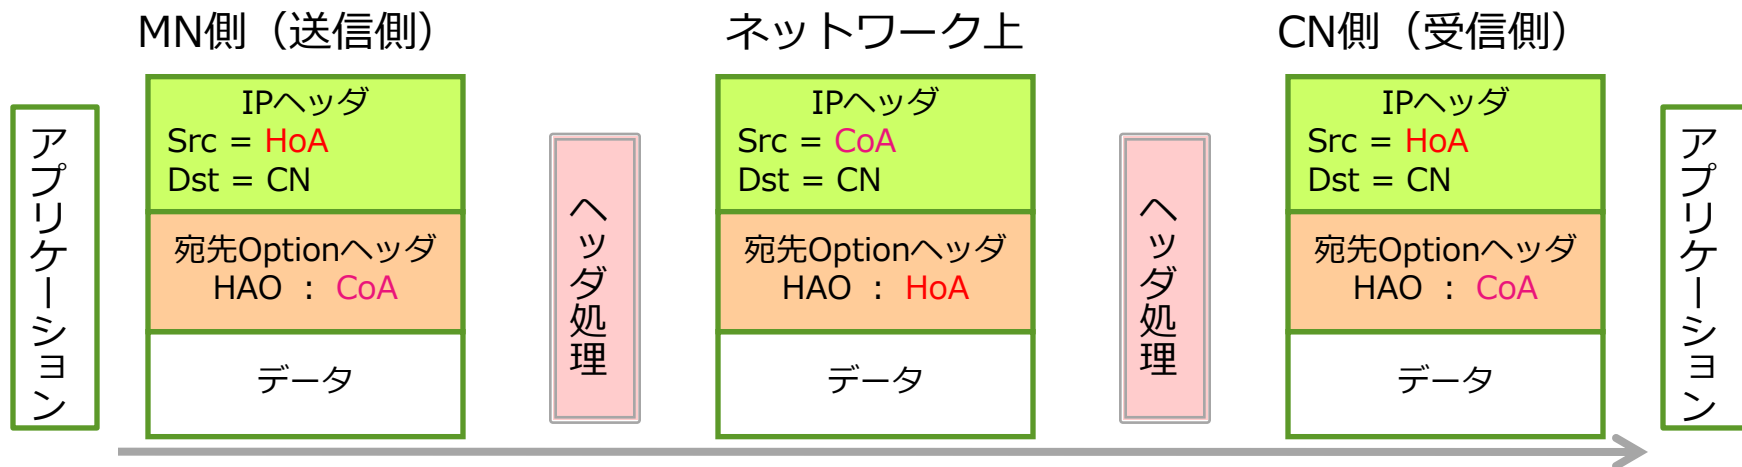 MN側（送信側）
ネットワーク上
CN側（受信側）
アプリケーション
IPヘッダ
Src = HoA
Dst = CN
宛先Optionヘッダ
HAO : CoA
データ
ヘッダ処理
IPヘッダ
Src = CoA
Dst = CN
宛先Optionヘッダ
HAO : HoA
データ
ヘッダ処理
IPヘッダ
Src = HoA
Dst = CN
宛先Optionヘッダ
HAO : CoA
データ
アプリケーション